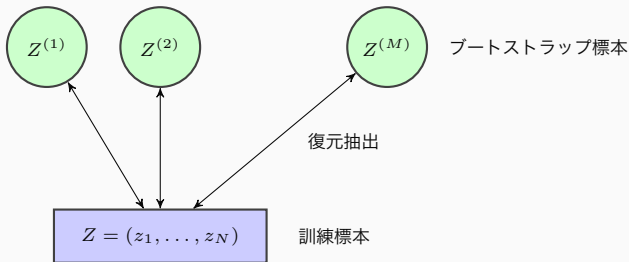 Z^{(1)} Z^{(2)} Z^{(M)} ブートストラップ標本
復元抽出
Z = (z_1, . . . , z_N) 訓練標本